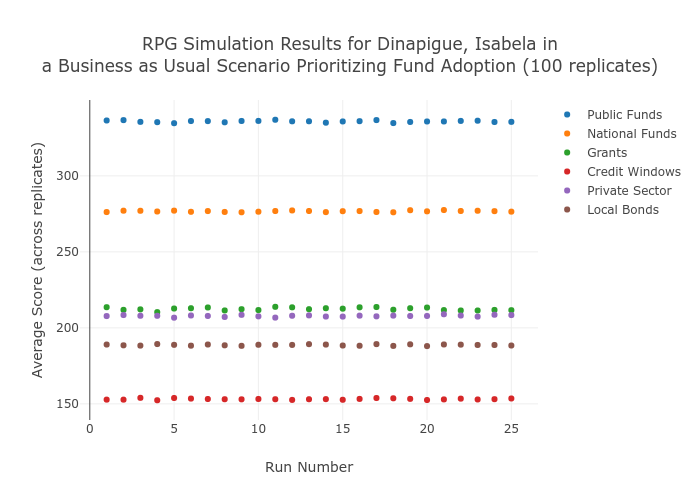 RPG Simulation Results for Dinapigue, Isabela in
a Business as Usual Scenario Prioritizing Fund Adoption (100 replicates)
Public Funds
National Funds
Grants
Credit Windows
Private Sector
Local Bonds
Average Score (across replicates)
300
250
200
150
0
5
10
15
20
25
Run Number